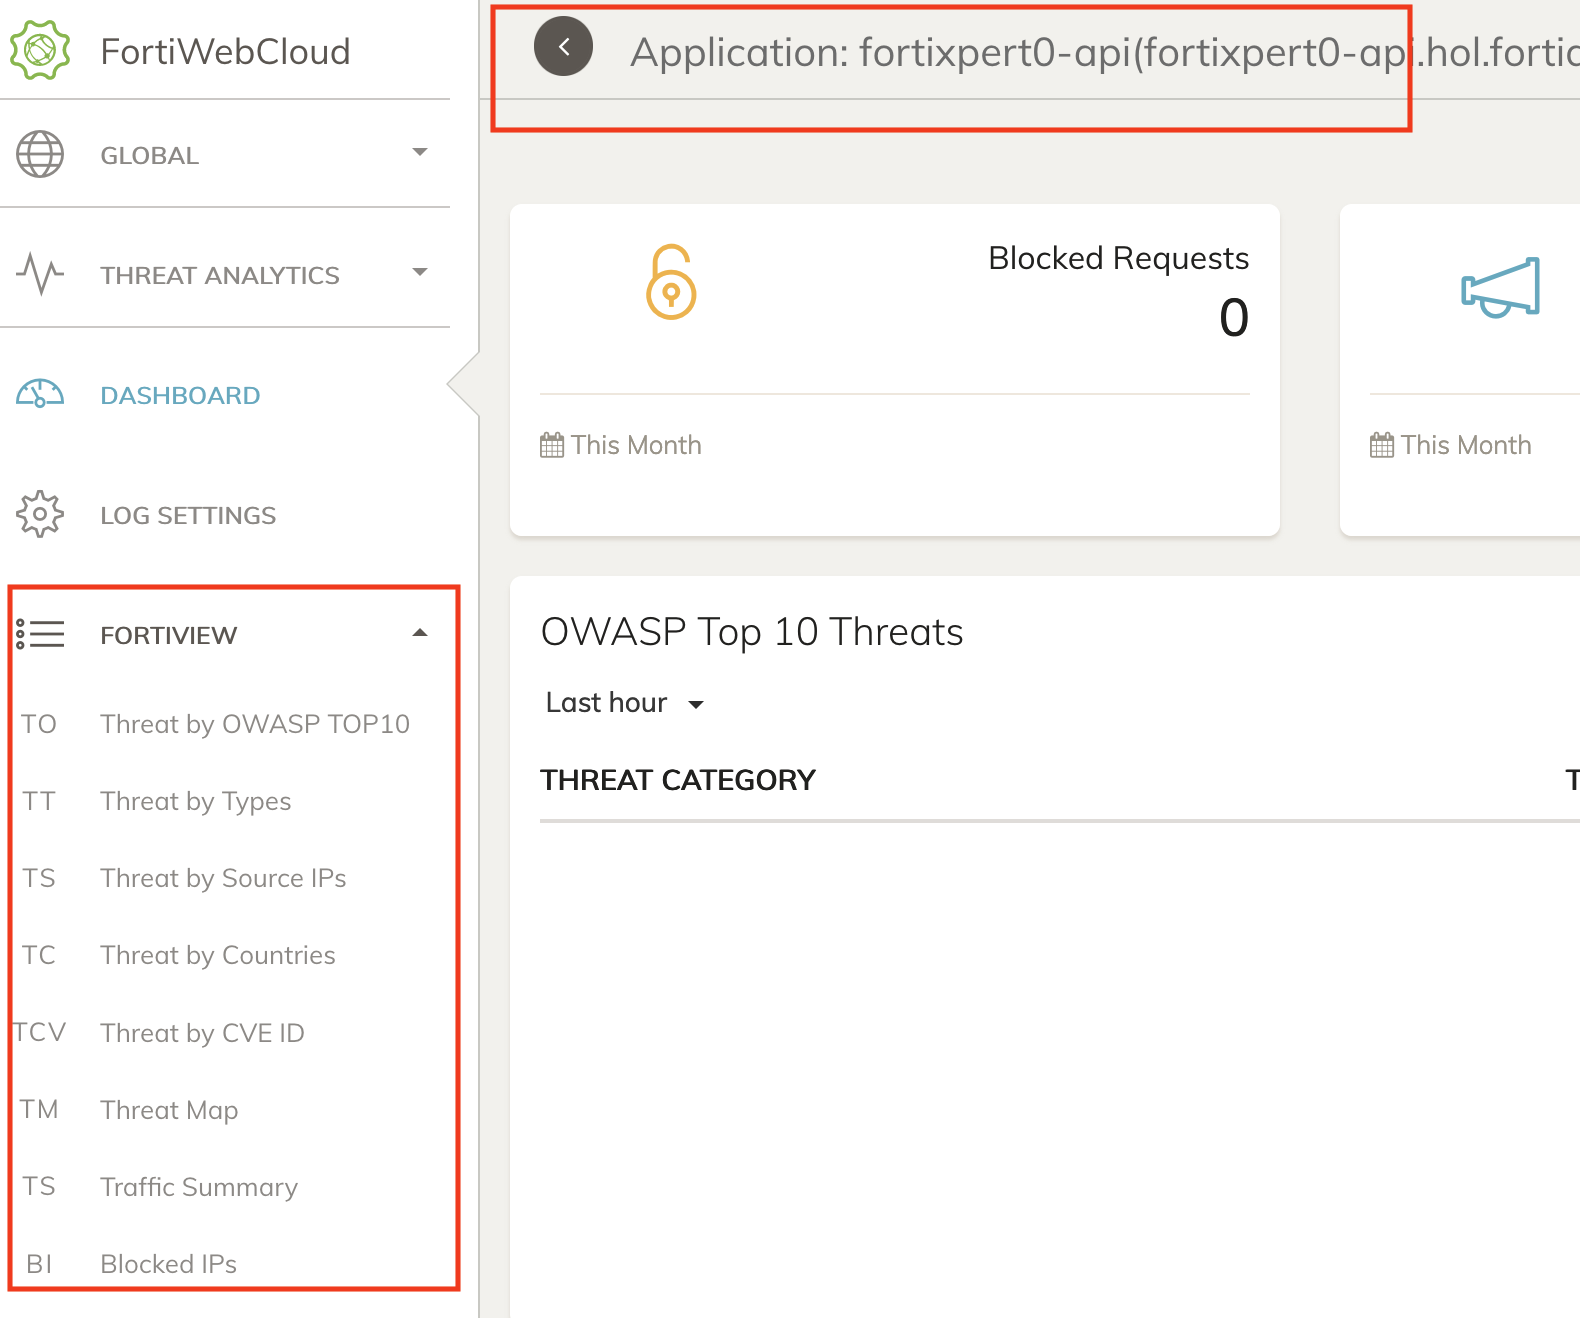 FortiWebCloud
GLOBAL
THREAT ANALYTICS
DASHBOARD
LOG SETTINGS
FORTIVIEW
TO Threat by OWASP TOP10
TT Threat by Types
TS Threat by Source IPs
TC Threat by Countries
TCV Threat by CVE ID
TM Threat Map
TS Traffic Summary
BI Blocked IPs
Application: fortixpert0-api(fortixpert0-api.hol.fortic
Blocked Requests
0
This Month
This Month
OWASP Top 10 Threats
Last hour
THREAT CATEGORY
T